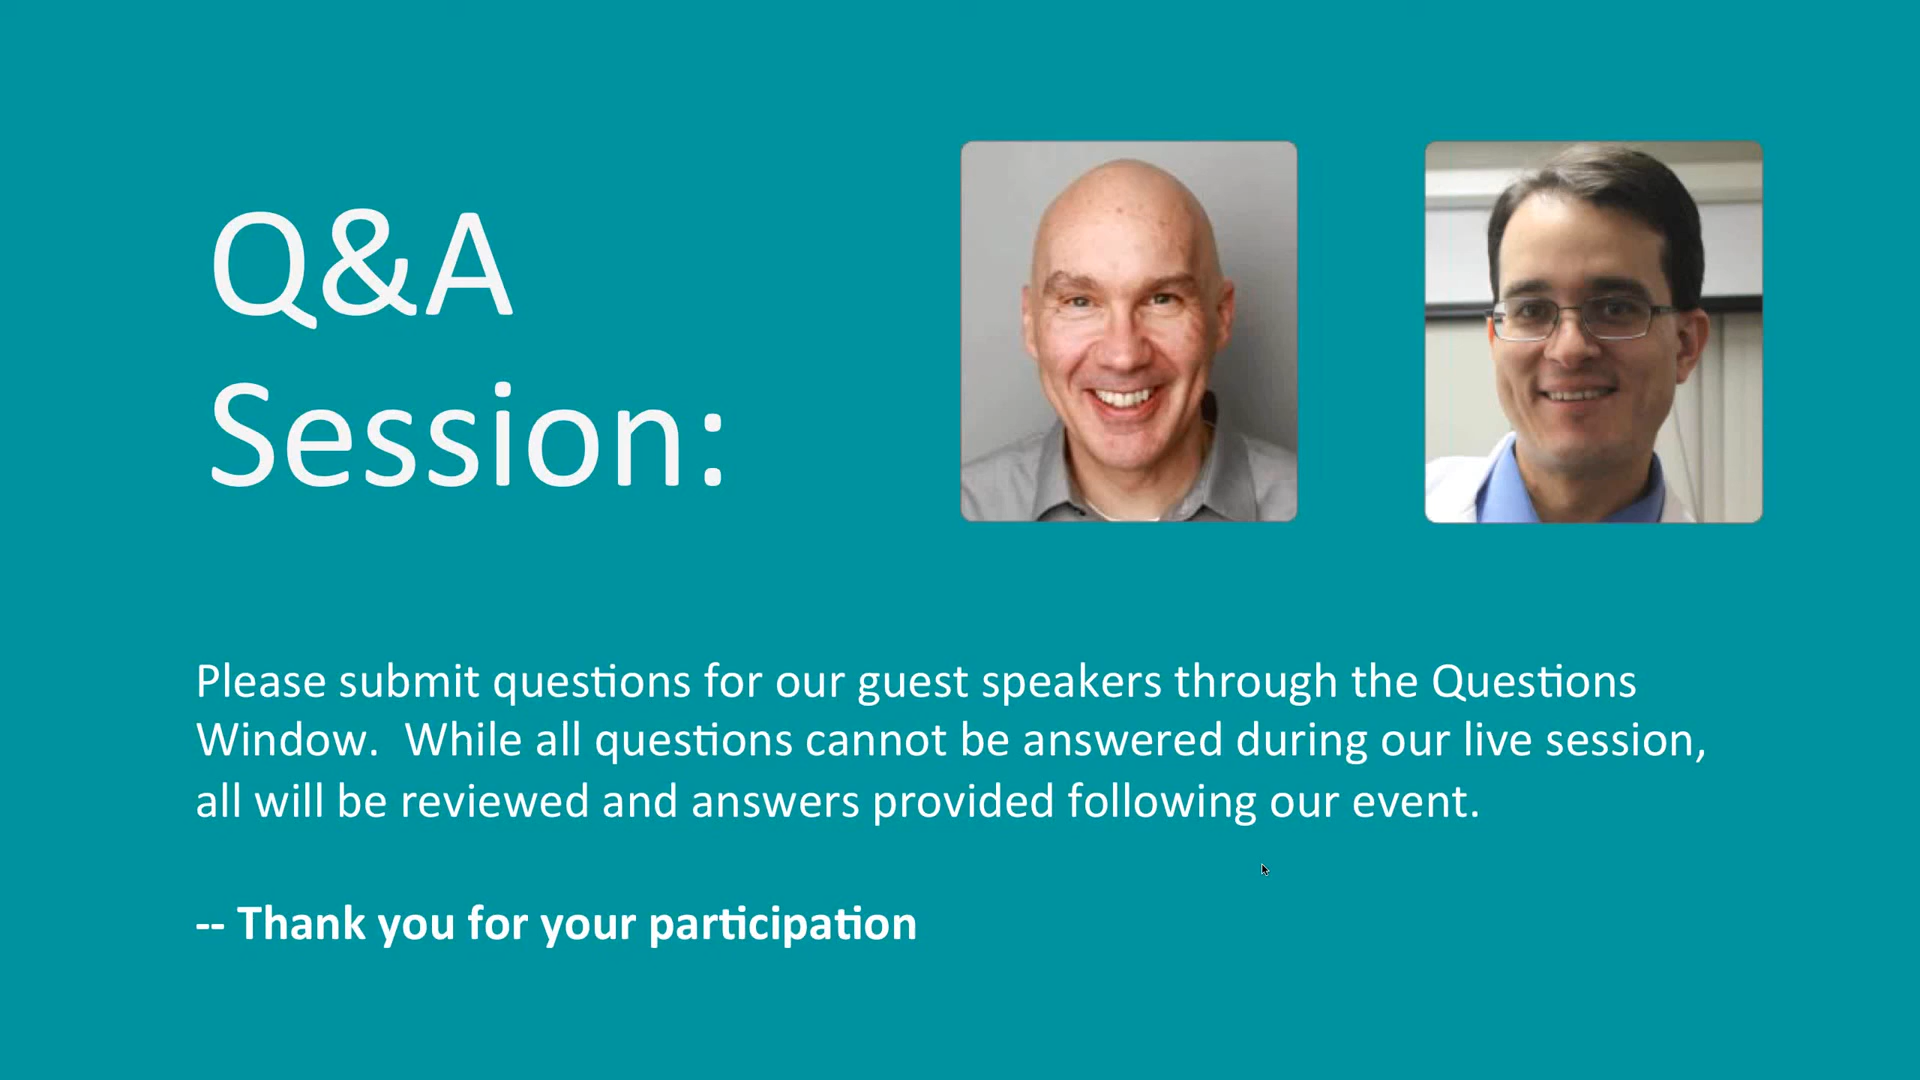 Q&A
Session:
Please submit questions for our guest speakers through the Questions
Window.  While all questions cannot be answered during our live session,
all will be reviewed and answers provided following our event.
-- Thank you for your participation